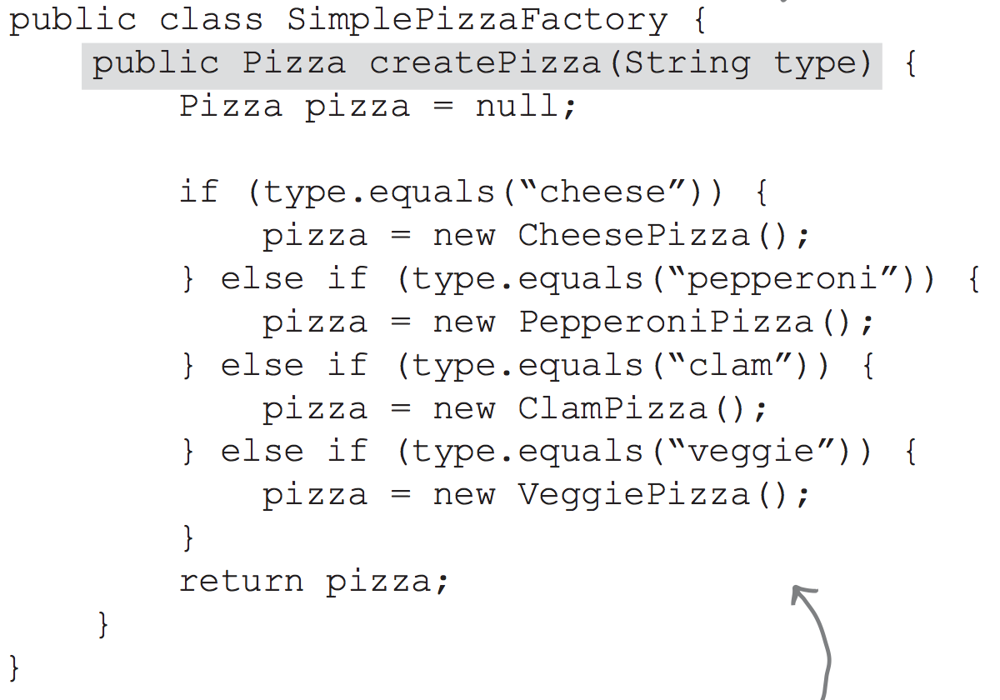 public class SimplePizzaFactory {
public Pizza createPizza(String type) {
Pizza pizza = null;
if (type.equals(“cheese”)) {
pizza = new CheesePizza();
} else if (type.equals(“pepperoni”)) {
pizza = new PepperoniPizza();
} else if (type.equals(“clam”)) {
pizza = new ClamPizza();
} else if (type.equals(“veggie”)) {
pizza = new VeggiePizza();
}
return pizza;
}
}